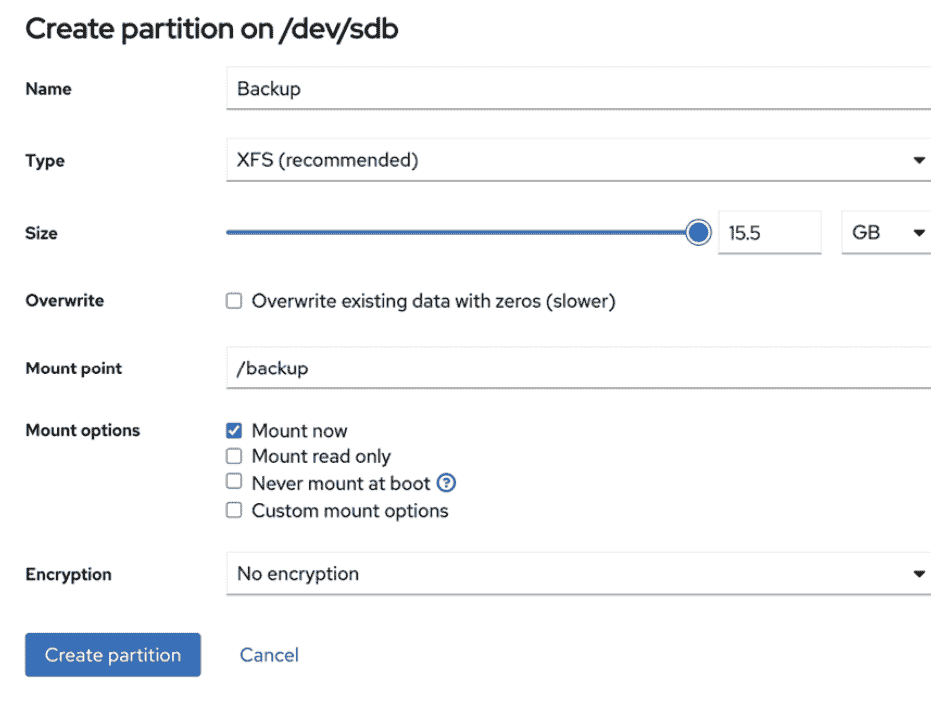 Create partition on /dev/sdb
Name Backup
Type XFS (recommended)
Size 15.5 GB
Overwrite Overwrite existing data with zeros (slower)
Mount point /backup
Mount options Mount now
Mount read only
Never mount at boot ?
Custom mount options
Encryption No encryption
Create partition Cancel